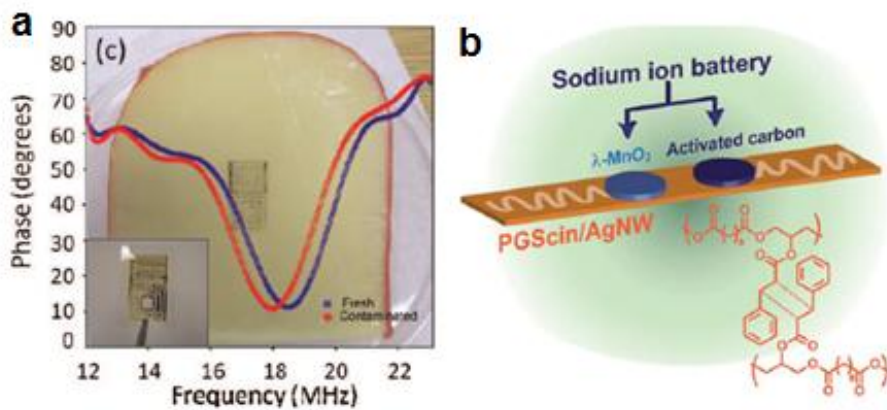 a
(c)
90
80
70
60
50
40
30
20
10
0
Phase (degrees)
Fresh
Contaminated
12
14
16
18
20
22
Frequency (MHz)
b
Sodium ion battery
λ-MnO₂
Activated carbon
PGScin/AgNW